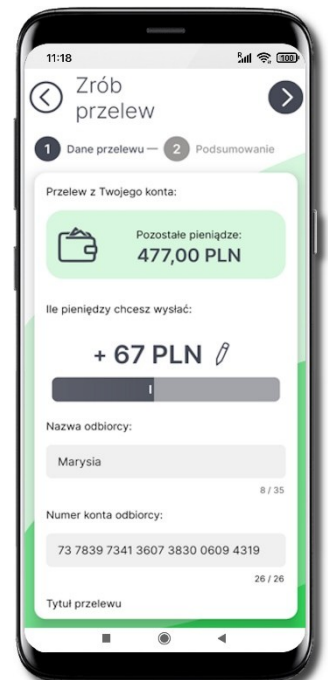 11:18
100
Zrób
przelew
1 Dane przelewu — 2 Podsumowanie
Przelew z Twojego konta:
Pozostałe pieniądze:
477,00 PLN
Ile pieniędzy chcesz wysłać:
+ 67 PLN
Nazwa odbiorcy:
Marysia
8 / 35
Numer konta odbiorcy:
73 7839 7341 3607 3830 0609 4319
26 / 26
Tytuł przelewu